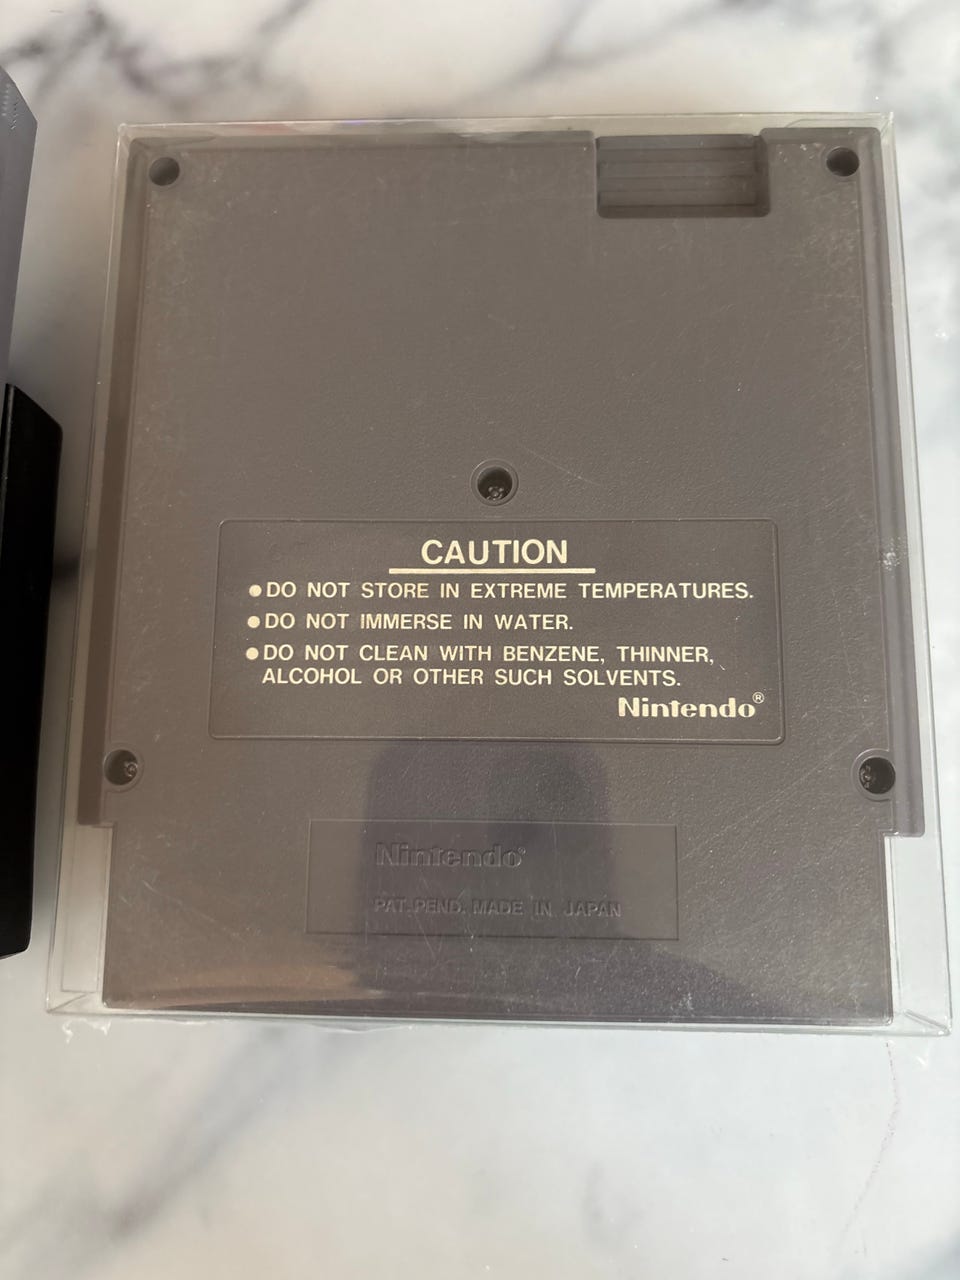 CAUTION
●DO NOT STORE IN EXTREME TEMPERATURES.
●DO NOT IMMERSE IN WATER.
●DO NOT CLEAN WITH BENZENE, THINNER,
ALCOHOL OR OTHER SUCH SOLVENTS.
Nintendo®
Nintendo®
PAT. PEND. MADE IN JAPAN